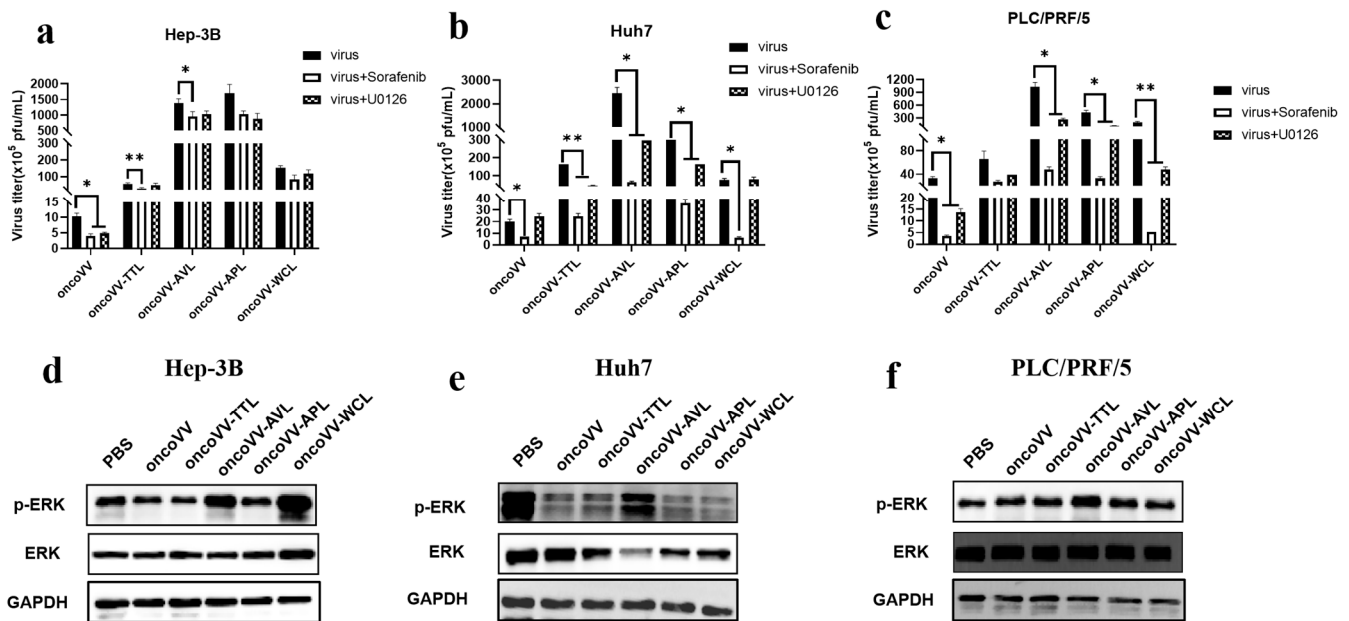 a
Hep-3B
virus
virus+Sorafenib
virus+U0126
Virus titer(x10⁵ pfu/mL)
2000
1500
1000
500
150
100
50
15
10
5
0
*
**
*
oncoVV
oncoVV-TTL
oncoVV-AVL
oncoVV-APL
oncoVV-WCL
b
Huh7
virus
virus+Sorafenib
virus+U0126
Virus titer(x10⁵ pfu/mL)
3000
2000
1000
300
200
100
40
20
0
*
**
*
*
*
oncoVV
oncoVV-TTL
oncoVV-AVL
oncoVV-APL
oncoVV-WCL
c
PLC/PRF/5
virus
virus+Sorafenib
virus+U0126
Virus titer(x10⁵ pfu/mL)
1200
900
600
300
80
40
20
15
10
5
0
*
*
*
**
oncoVV
oncoVV-TTL
oncoVV-AVL
oncoVV-APL
oncoVV-WCL
d
Hep-3B
PBS
oncoVV
oncoVV-TTL
oncoVV-AVL
oncoVV-APL
oncoVV-WCL
p-ERK
ERK
GAPDH
e
Huh7
PBS
oncoVV
oncoVV-TTL
oncoVV-AVL
oncoVV-APL
oncoVV-WCL
p-ERK
ERK
GAPDH
f
PLC/PRF/5
PBS
oncoVV
oncoVV-TTL
oncoVV-AVL
oncoVV-APL
oncoVV-WCL
p-ERK
ERK
GAPDH